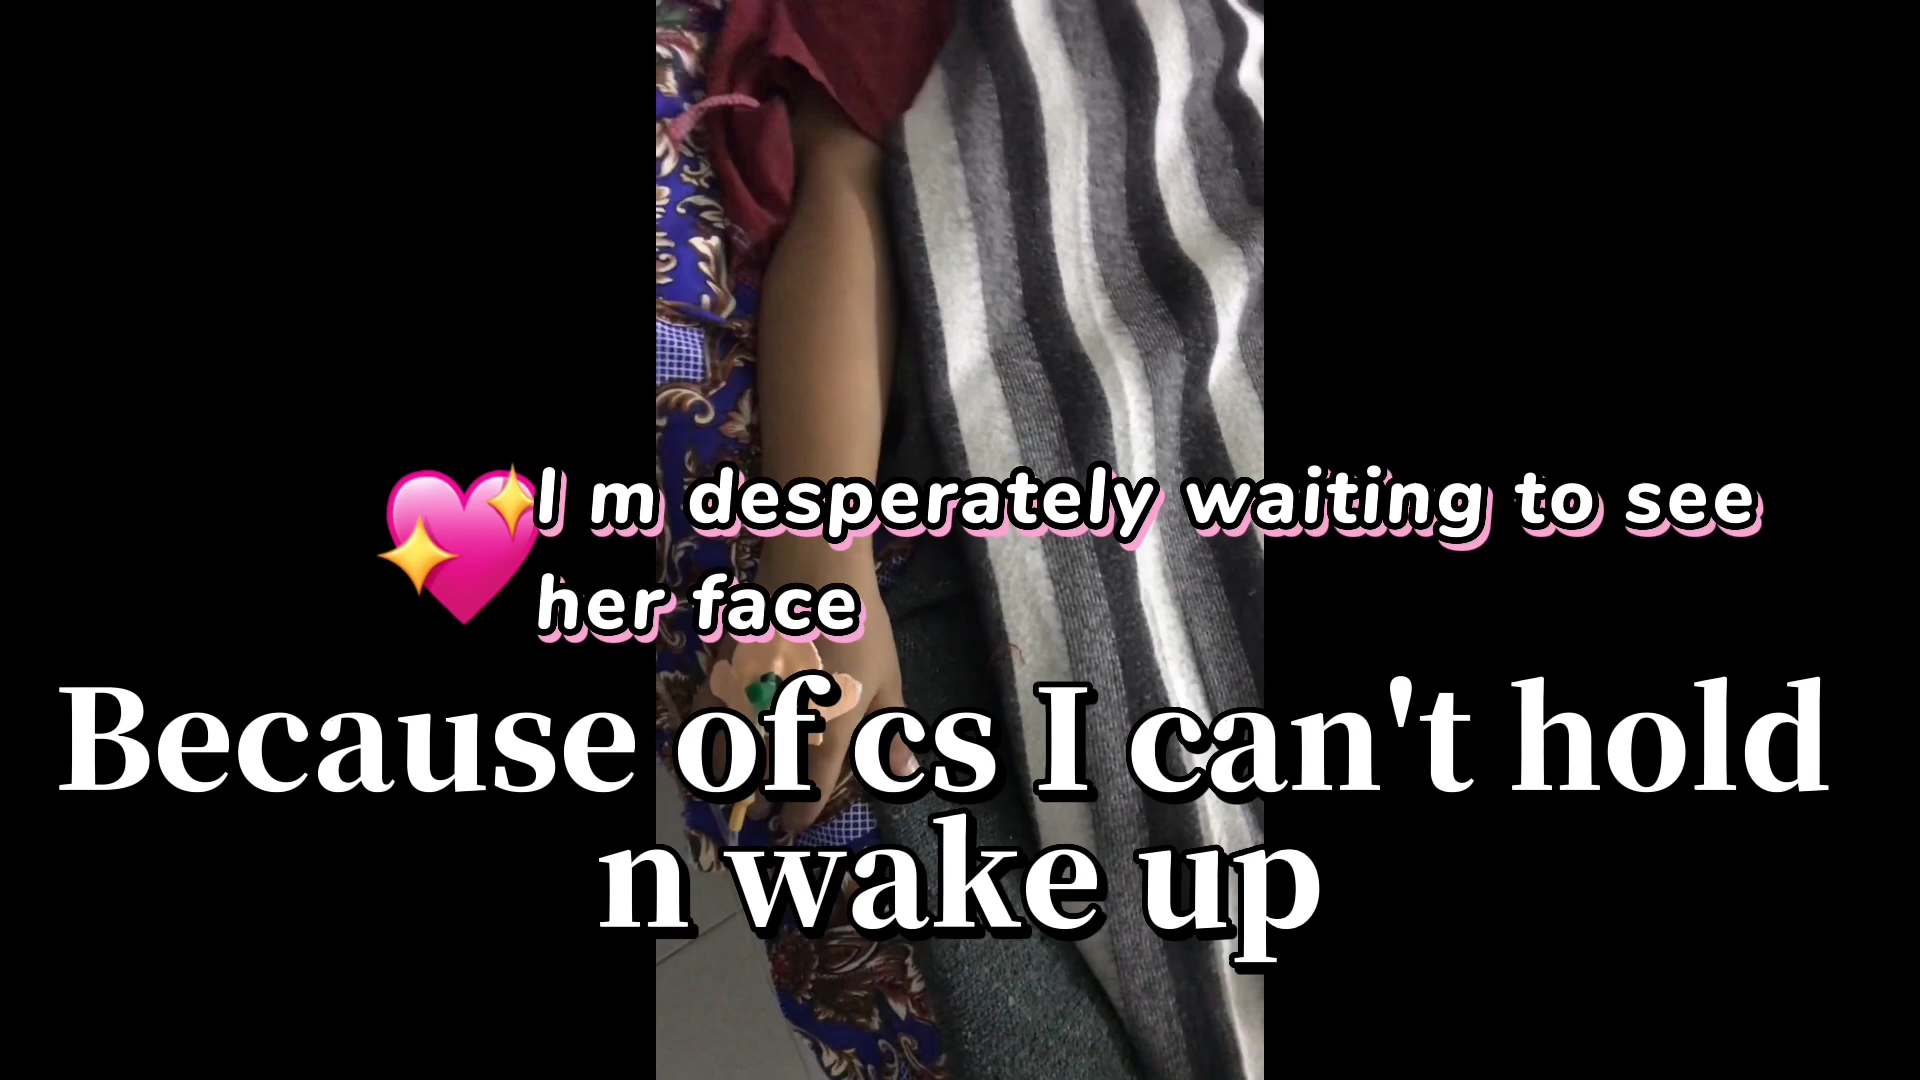 I m desperately waiting to see
her face
Because of cs I can't hold
n wake up